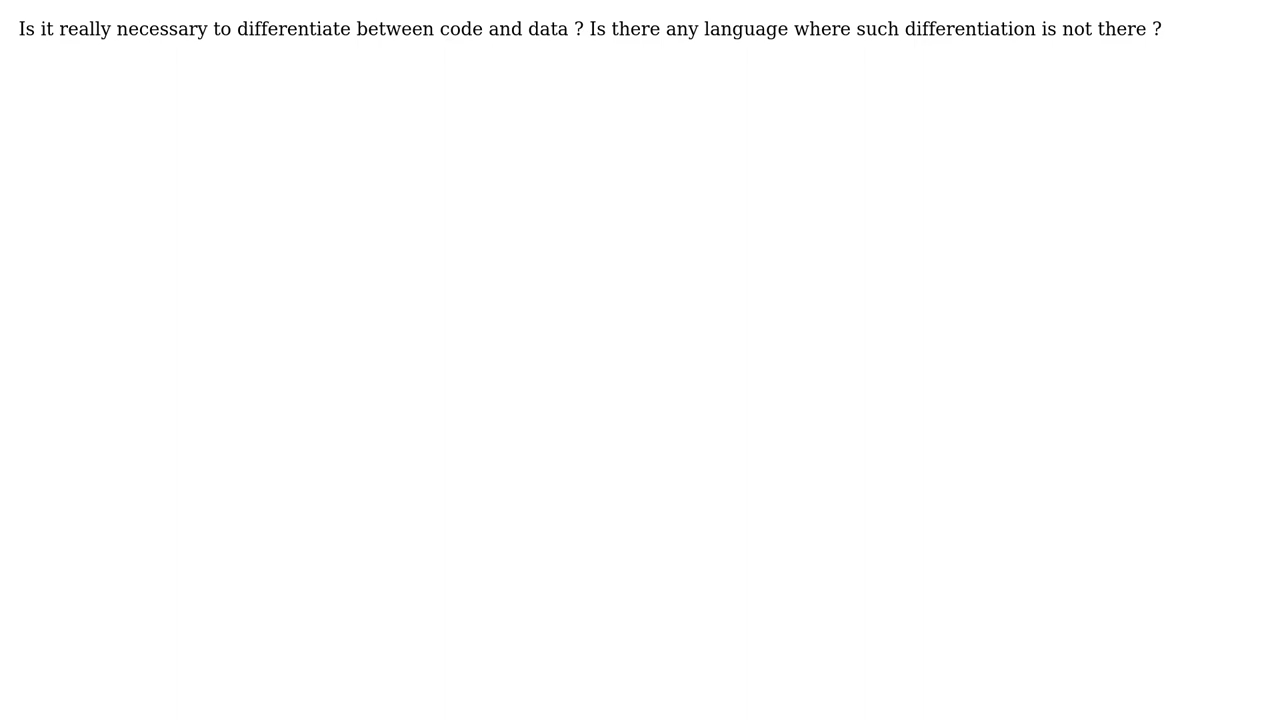 Is it really necessary to differentiate between code and data ? Is there any language where such differentiation is not there ?